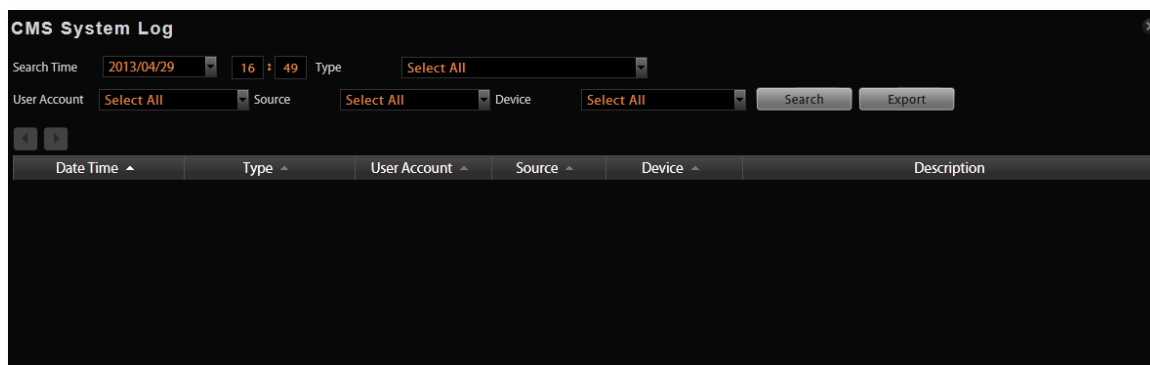 CMS System Log
Search Time 2013/04/29 16 : 49 Type Select All
User Account Select All Source Select All Device Select All Search Export
Date Time Type User Account Source Device Description